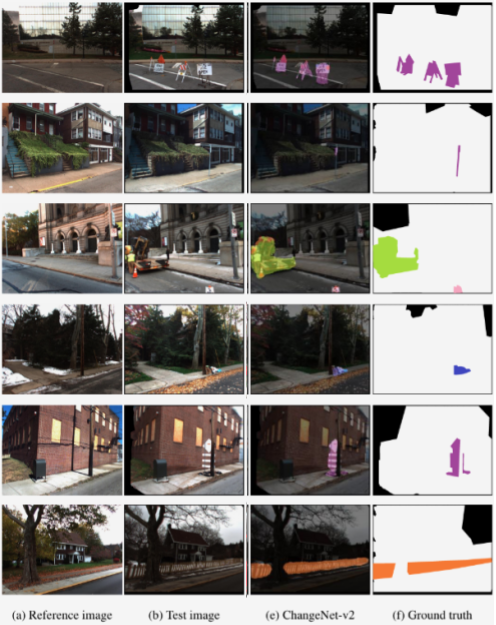 (a) Reference image
(b) Test image
(e) ChangeNet-v2
(f) Ground truth